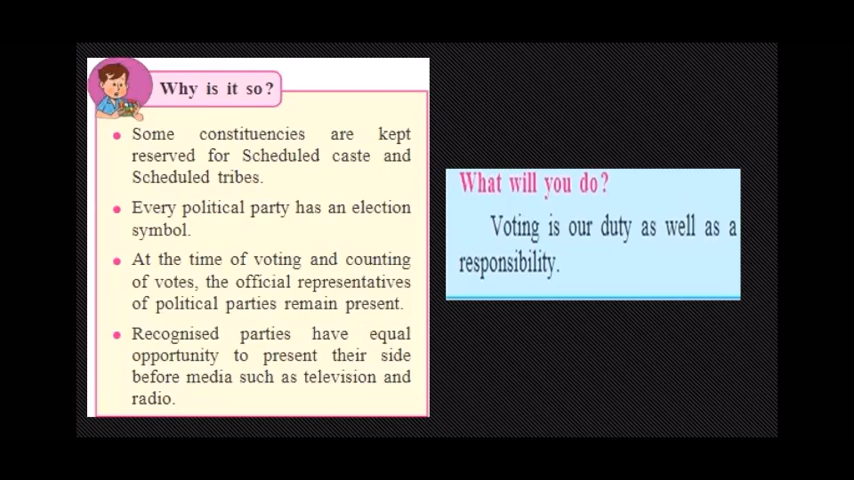 Why is it so?
• Some constituencies are kept
reserved for Scheduled caste and
Scheduled tribes.
• Every political party has an election
symbol.
• At the time of voting and counting
of votes, the official representatives
of political parties remain present.
• Recognised parties have equal
opportunity to present their side
before media such as television and
radio.
What will you do?
Voting is our duty as well as a
responsibility.